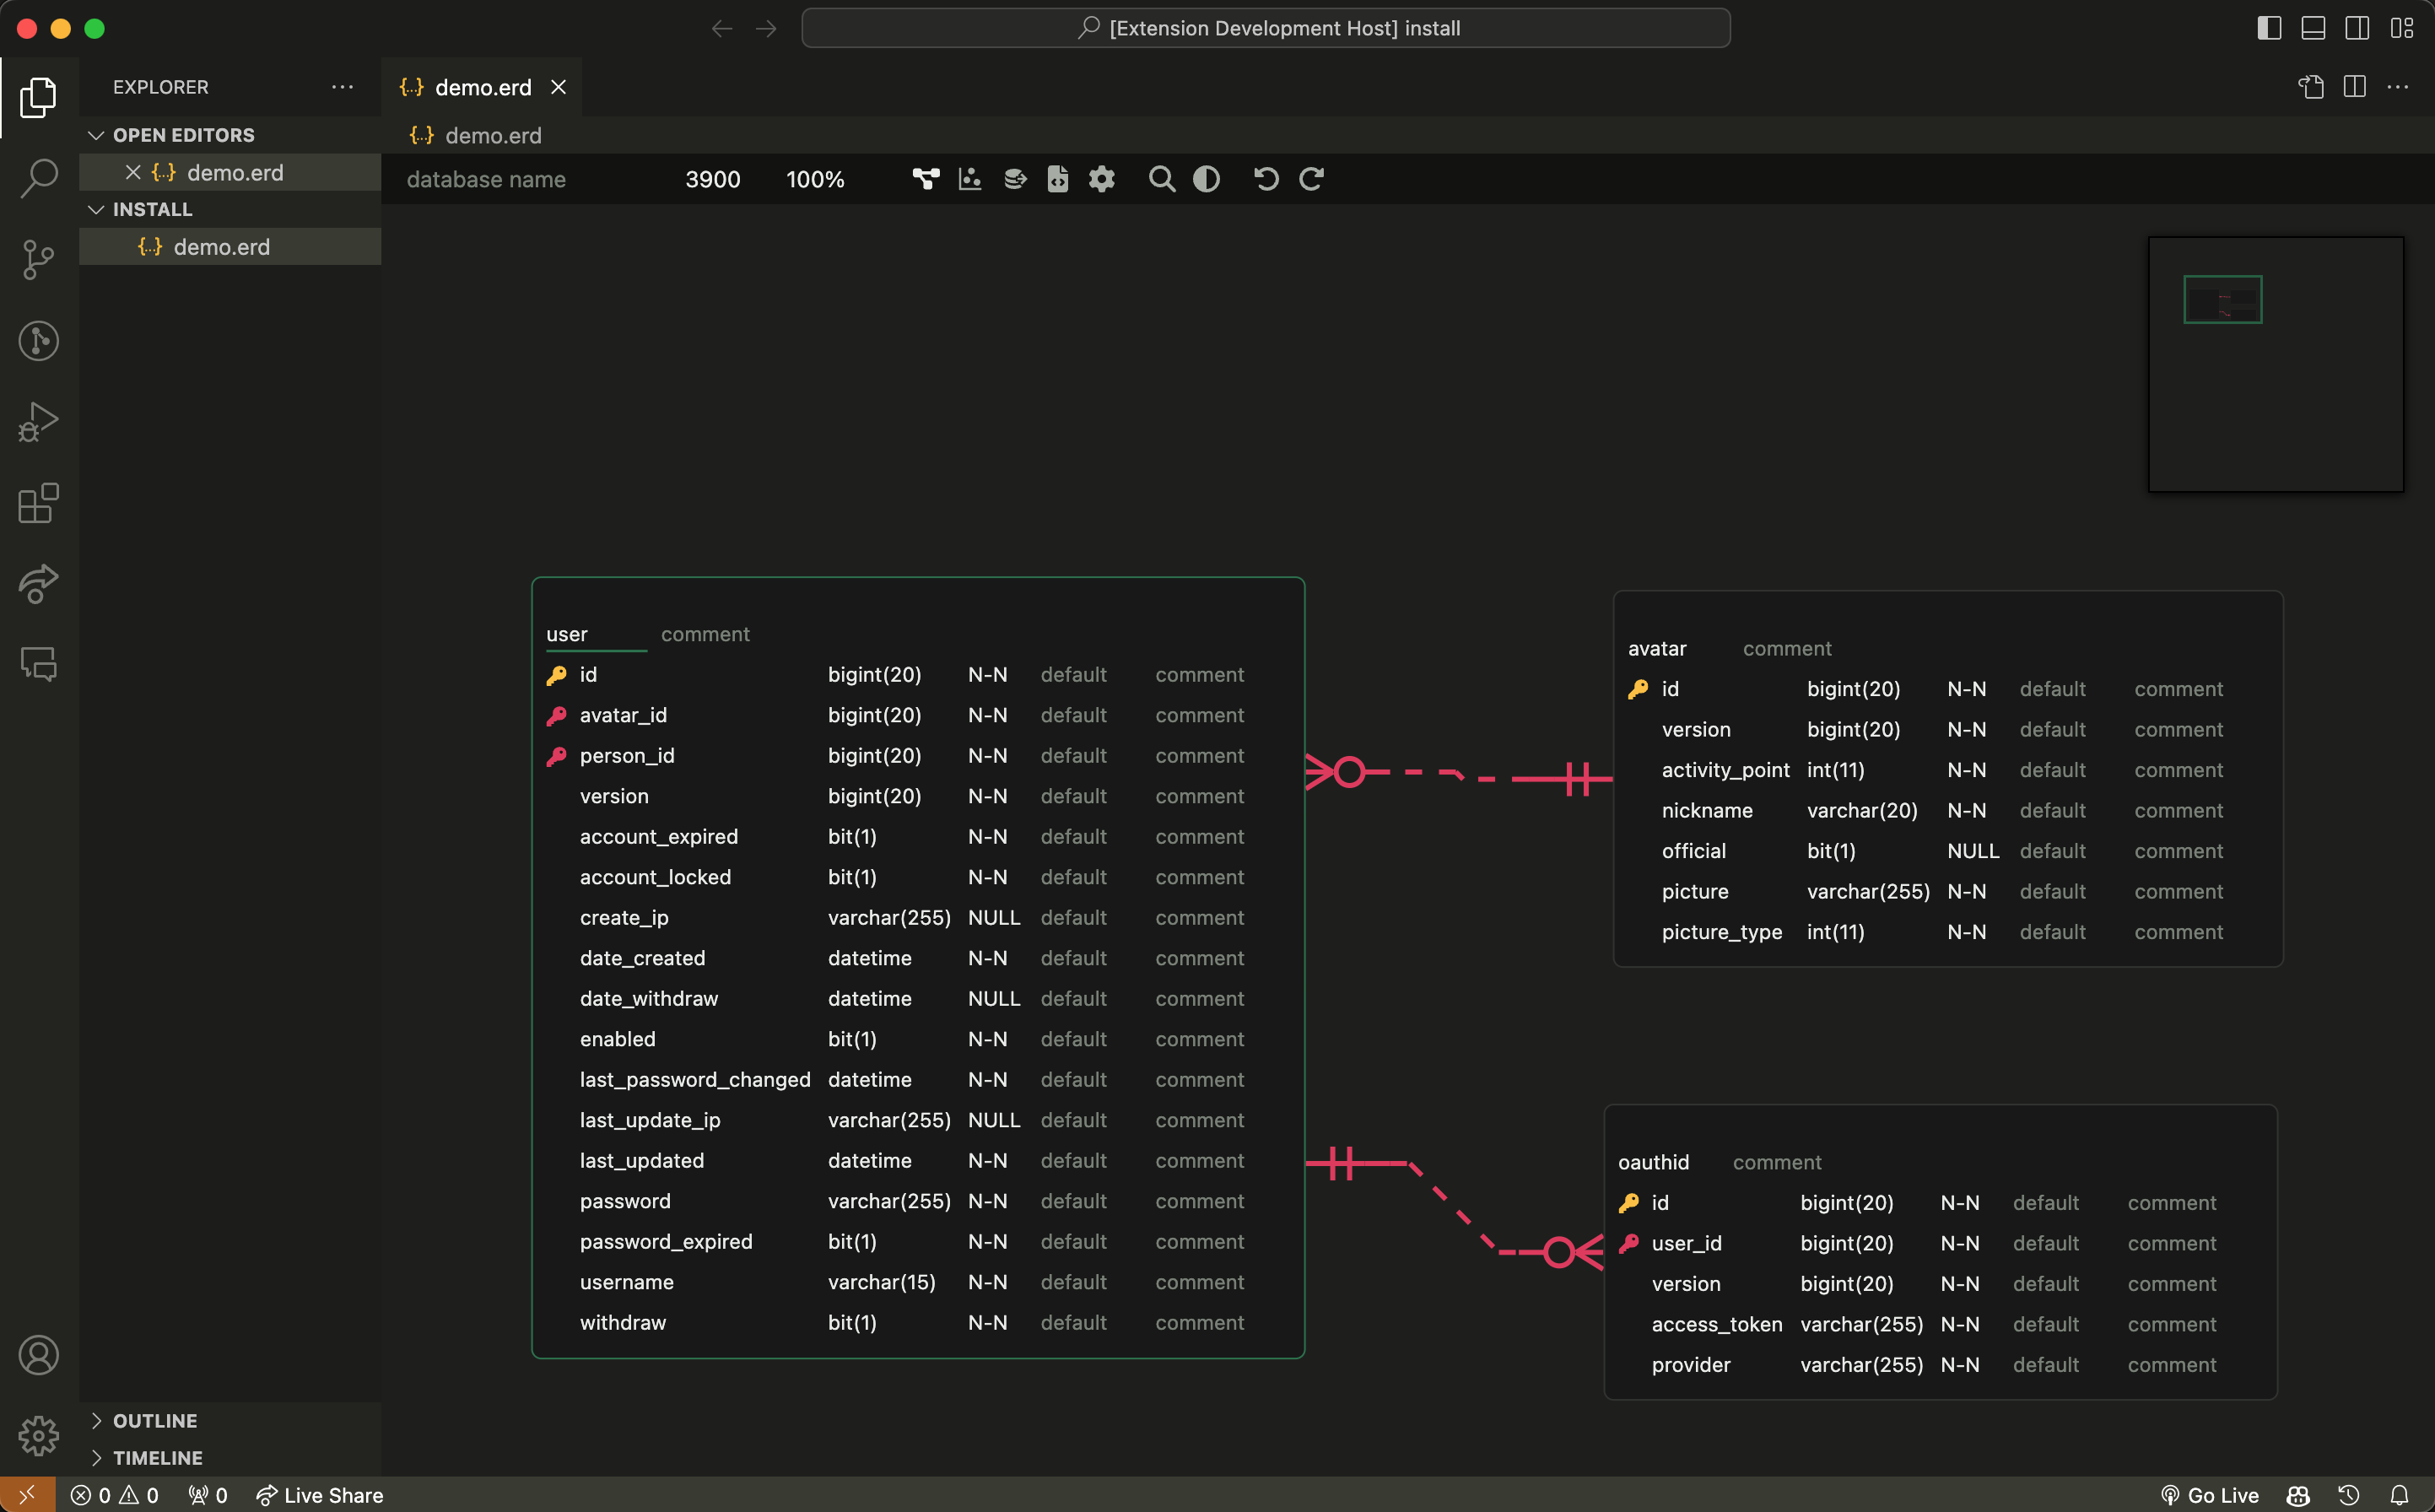 [Extension Development Host] install
EXPLORER
demo.erd
OPEN EDITORS
demo.erd
INSTALL
demo.erd
demo.erd
database name 3900 100%
user comment
id bigint(20) N-N default comment
avatar_id bigint(20) N-N default comment
person_id bigint(20) N-N default comment
version bigint(20) N-N default comment
account_expired bit(1) N-N default comment
account_locked bit(1) N-N default comment
create_ip varchar(255) NULL default comment
date_created datetime N-N default comment
date_withdraw datetime NULL default comment
enabled bit(1) N-N default comment
last_password_changed datetime N-N default comment
last_update_ip varchar(255) NULL default comment
last_updated datetime N-N default comment
password varchar(255) N-N default comment
password_expired bit(1) N-N default comment
username varchar(15) N-N default comment
withdraw bit(1) N-N default comment
avatar comment
id bigint(20) N-N default comment
version bigint(20) N-N default comment
activity_point int(11) N-N default comment
nickname varchar(20) N-N default comment
official bit(1) NULL default comment
picture varchar(255) N-N default comment
picture_type int(11) N-N default comment
oauthid comment
id bigint(20) N-N default comment
user_id bigint(20) N-N default comment
version bigint(20) N-N default comment
access_token varchar(255) N-N default comment
provider varchar(255) N-N default comment
OUTLINE
TIMELINE
0 0 0 Live Share
Go Live